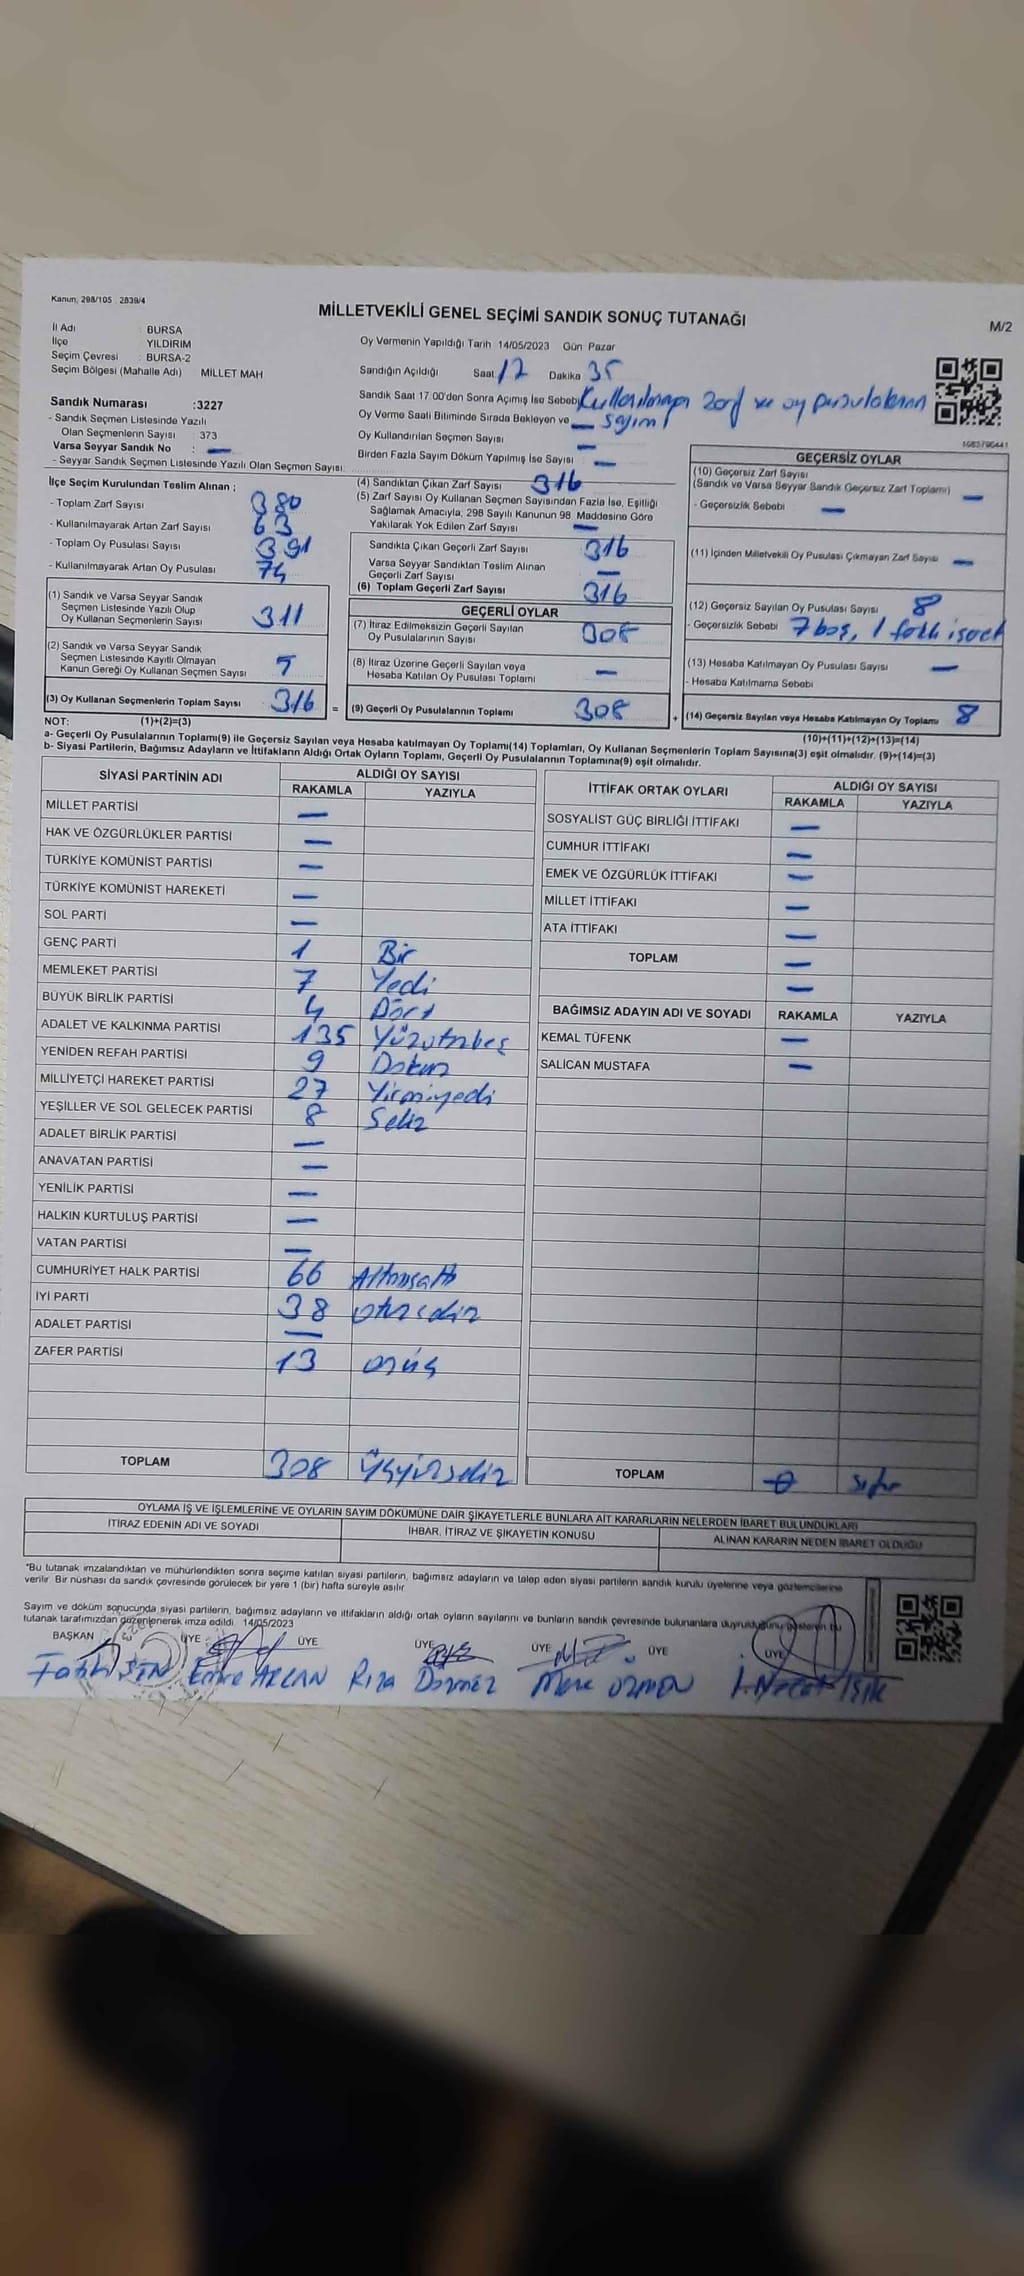 Kanun, 298/105 2839/4
MİLLETVEKİLİ GENEL SEÇİMİ SANDIK SONUÇ TUTANAĞI
M/2
İl Adı : BURSA
İlçe : YILDIRIM
Seçim Çevresi : BURSA-2
Seçim Bölgesi (Mahalle Adı) MİLLET MAH
Oy Vermenin Yapıldığı Tarih 14/05/2023 Gün Pazar
Sandığın Açıldığı Saat 17 Dakika 35
Sandık Saat 17:00'den Sonra Açımış İse Sebebi Kullanılmayan zarf ve oy pusulalarının sayımı
Oy Verme Saati Bitiminde Sırada Bekleyen ve —
Oy Kullandırılan Seçmen Sayısı —
Birden Fazla Sayım Döküm Yapılmış İse Sayısı —
Sandık Numarası :3227
- Sandık Seçmen Listesinde Yazılı
Olan Seçmenlerin Sayısı : 373
Varsa Seyyar Sandık No : —
- Seyyar Sandık Seçmen Listesinde Yazılı Olan Seçmen Sayısı:
İlçe Seçim Kurulundan Teslim Alınan ;
- Toplam Zarf Sayısı 380
- Kullanılmayarak Artan Zarf Sayısı 63
- Toplam Oy Pusulası Sayısı 391
- Kullanılmayarak Artan Oy Pusulası 74
(1) Sandık ve Varsa Seyyar Sandık
Seçmen Listesinde Yazılı Olup
Oy Kullanan Seçmenlerin Sayısı 311
(2) Sandık ve Varsa Seyyar Sandık
Seçmen Listesinde Kayıtlı Olmayan
Kanun Gereği Oy Kullanan Seçmen Sayısı 5
(3) Oy Kullanan Seçmenlerin Toplam Sayısı 316 =
(4) Sandıktan Çıkan Zarf Sayısı 316
(5) Zarf Sayısı Oy Kullanan Seçmen Sayısından Fazla İse, Eşitliği
Sağlamak Amacıyla, 298 Sayılı Kanunun 98. Maddesine Göre
Yakılarak Yok Edilen Zarf Sayısı —
Sandıkta Çıkan Geçerli Zarf Sayısı 316
Varsa Seyyar Sandıktan Teslim Alınan
Geçerli Zarf Sayısı —
(6) Toplam Geçerli Zarf Sayısı 316
GEÇERLİ OYLAR
(7) İtiraz Edilmeksizin Geçerli Sayılan
Oy Pusulalarının Sayısı 308
(8) İtiraz Üzerine Geçerli Sayılan veya
Hesaba Katılan Oy Pusulası Toplamı —
(9) Geçerli Oy Pusulalarının Toplamı 308 +
1083790441
GEÇERSİZ OYLAR
(10) Geçersiz Zarf Sayısı
(Sandık ve Varsa Seyyar Sandık Geçersiz Zarf Toplamı) —
- Geçersizlik Sebebi —
(11) İçinden Milletvekili Oy Pusulası Çıkmayan Zarf Sayısı —
(12) Geçersiz Sayılan Oy Pusulası Sayısı 8
- Geçersizlik Sebebi 7 boş, 1 farklı işaret
(13) Hesaba Katılmayan Oy Pusulası Sayısı —
- Hesaba Katılmama Sebebi
(14) Geçersiz Sayılan veya Hesaba Katılmayan Oy Toplamı 8
NOT: (1)+(2)=(3) (10)+(11)+(12)+(13)=(14)
a- Geçerli Oy Pusulalarının Toplamı(9) ile Geçersiz Sayılan veya Hesaba katılmayan Oy Toplamı(14) Toplamları, Oy Kullanan Seçmenlerin Toplam Sayısına(3) eşit olmalıdır. (9)+(14)=(3)
b- Siyasi Partilerin, Bağımsız Adayların ve İttifakların Aldığı Ortak Oyların Toplamı, Geçerli Oy Pusulalarının Toplamına(9) eşit olmalıdır.
SİYASİ PARTİNİN ADI ALDIĞI OY SAYISI
RAKAMLA YAZIYLA
MİLLET PARTİSİ —
HAK VE ÖZGÜRLÜKLER PARTİSİ —
TÜRKİYE KOMÜNİST PARTİSİ —
TÜRKİYE KOMÜNİST HAREKETİ —
SOL PARTİ —
GENÇ PARTİ 1 Bir
MEMLEKET PARTİSİ 7 Yedi
BÜYÜK BİRLİK PARTİSİ 4 Dört
ADALET VE KALKINMA PARTİSİ 135 Yüzotuzbeş
YENİDEN REFAH PARTİSİ 9 Dokuz
MİLLİYETÇİ HAREKET PARTİSİ 27 Yirmiyedi
YEŞİLLER VE SOL GELECEK PARTİSİ 8 Sekiz
ADALET BİRLİK PARTİSİ —
ANAVATAN PARTİSİ —
YENİLİK PARTİSİ —
HALKIN KURTULUŞ PARTİSİ —
VATAN PARTİSİ —
CUMHURİYET HALK PARTİSİ 66 Altmışaltı
İYİ PARTİ 38 otuzsekiz
ADALET PARTİSİ —
ZAFER PARTİSİ 13 onüç
TOPLAM 308 Üçyüzsekiz
İTTİFAK ORTAK OYLARI ALDIĞI OY SAYISI
RAKAMLA YAZIYLA
SOSYALİST GÜÇ BİRLİĞİ İTTİFAKI —
CUMHUR İTTİFAKI —
EMEK VE ÖZGÜRLÜK İTTİFAKI —
MİLLET İTTİFAKI —
ATA İTTİFAKI —
TOPLAM —
—
BAĞIMSIZ ADAYIN ADI VE SOYADI RAKAMLA YAZIYLA
KEMAL TÜFENK —
SALİCAN MUSTAFA —
TOPLAM 0 sıfır
OYLAMA İŞ VE İŞLEMLERİNE VE OYLARIN SAYIM DÖKÜMÜNE DAİR ŞİKAYETLERLE BUNLARA AİT KARARLARIN NELERDEN İBARET BULUNDUKLARI
İTİRAZ EDENİN ADI VE SOYADI İHBAR, İTİRAZ VE ŞİKAYETİN KONUSU ALINAN KARARIN NEDEN İBARET OLDUĞU
*Bu tutanak imzalandıktan ve mühürlendikten sonra seçime katılan siyasi partilerin, bağımsız adayların ve talep eden siyasi partilerin sandık kurulu üyelerine veya gözlemcilerine
verilir. Bir nüshası da sandık çevresinde görülecek bir yere 1 (bir) hafta süreyle asılır.
Sayım ve döküm sonucunda siyasi partilerin, bağımsız adayların ve ittifakların aldığı ortak oyların sayılarını ve bunların sandık çevresinde bulunanlara duyurulduğunu gösteren bu
tutanak tarafımızdan düzenlenerek imza edildi. 14/05/2023
BAŞKAN ÜYE ÜYE ÜYE ÜYE ÜYE ÜYE
Fatih Emre Rıza Dönmez Mert ÖZMEN IŞIK